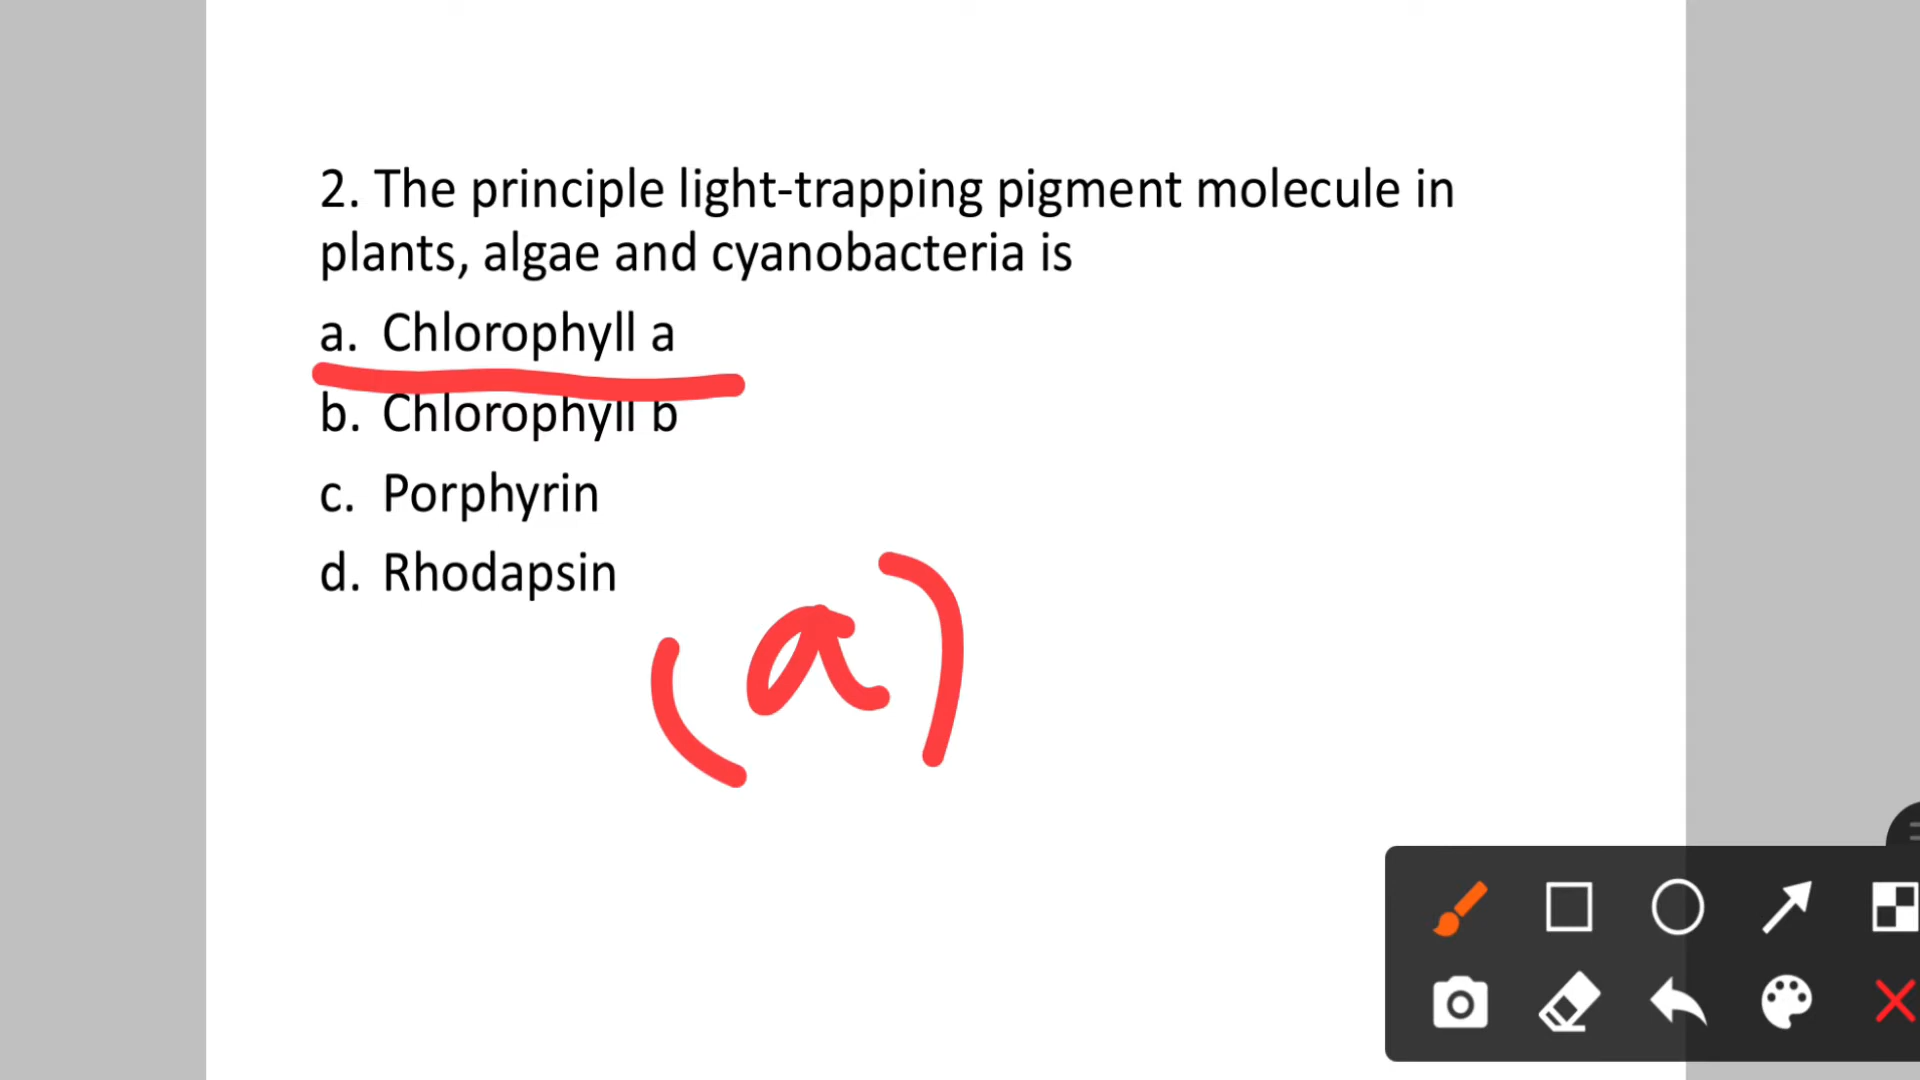 2. The principle light-trapping pigment molecule in
plants, algae and cyanobacteria is
a. Chlorophyll a
b. Chlorophyll b
c. Porphyrin
d. Rhodapsin
(a)